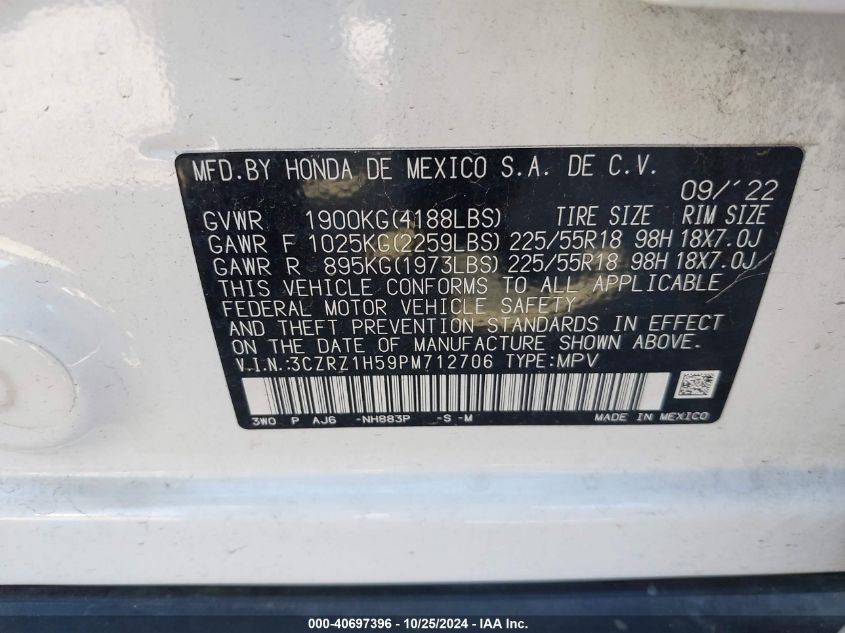 MFD.BY HONDA DE MEXICO S.A. DE C.V.
09/'22
GVWR 1900KG(4188LBS) TIRE SIZE RIM SIZE
GAWR F 1025KG(2259LBS) 225/55R18 98H 18X7.0J
GAWR R 895KG(1973LBS) 225/55R18 98H 18X7.0J
THIS VEHICLE CONFORMS TO ALL APPLICABLE
FEDERAL MOTOR VEHICLE SAFETY
AND THEFT PREVENTION STANDARDS IN EFFECT
ON THE DATE OF MANUFACTURE SHOWN ABOVE.
V.I.N.:3CZRZ1H59PM712706 TYPE:MPV
3W0 P AJ6 -NH883P -S -M MADE IN MEXICO
000-40697396 - 10/25/2024 - IAA Inc.